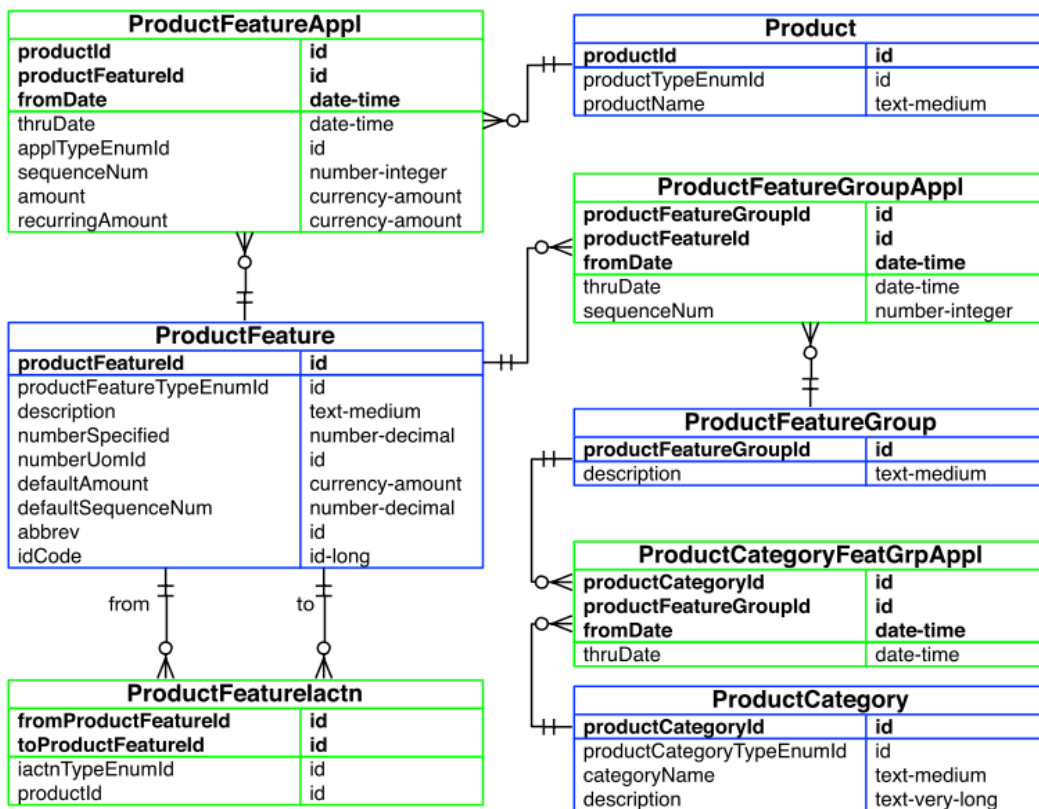 ProductFeatureAppl
productId id
productFeatureId id
fromDate date-time
thruDate date-time
applTypeEnumId id
sequenceNum number-integer
amount currency-amount
recurringAmount currency-amount
Product
productId id
productTypeEnumId id
productName text-medium
ProductFeatureGroupAppl
productFeatureGroupId id
productFeatureId id
fromDate date-time
thruDate date-time
sequenceNum number-integer
ProductFeature
productFeatureId id
productFeatureTypeEnumId id
description text-medium
numberSpecified number-decimal
numberUomId id
defaultAmount currency-amount
defaultSequenceNum number-decimal
abbrev id
idCode id-long
ProductFeatureGroup
productFeatureGroupId id
description text-medium
from to
ProductCategoryFeatGrpAppl
productCategoryId id
productFeatureGroupId id
fromDate date-time
thruDate date-time
ProductFeatureIactn
fromProductFeatureId id
toProductFeatureId id
iactnTypeEnumId id
productId id
ProductCategory
productCategoryId id
productCategoryTypeEnumId id
categoryName text-medium
description text-very-long